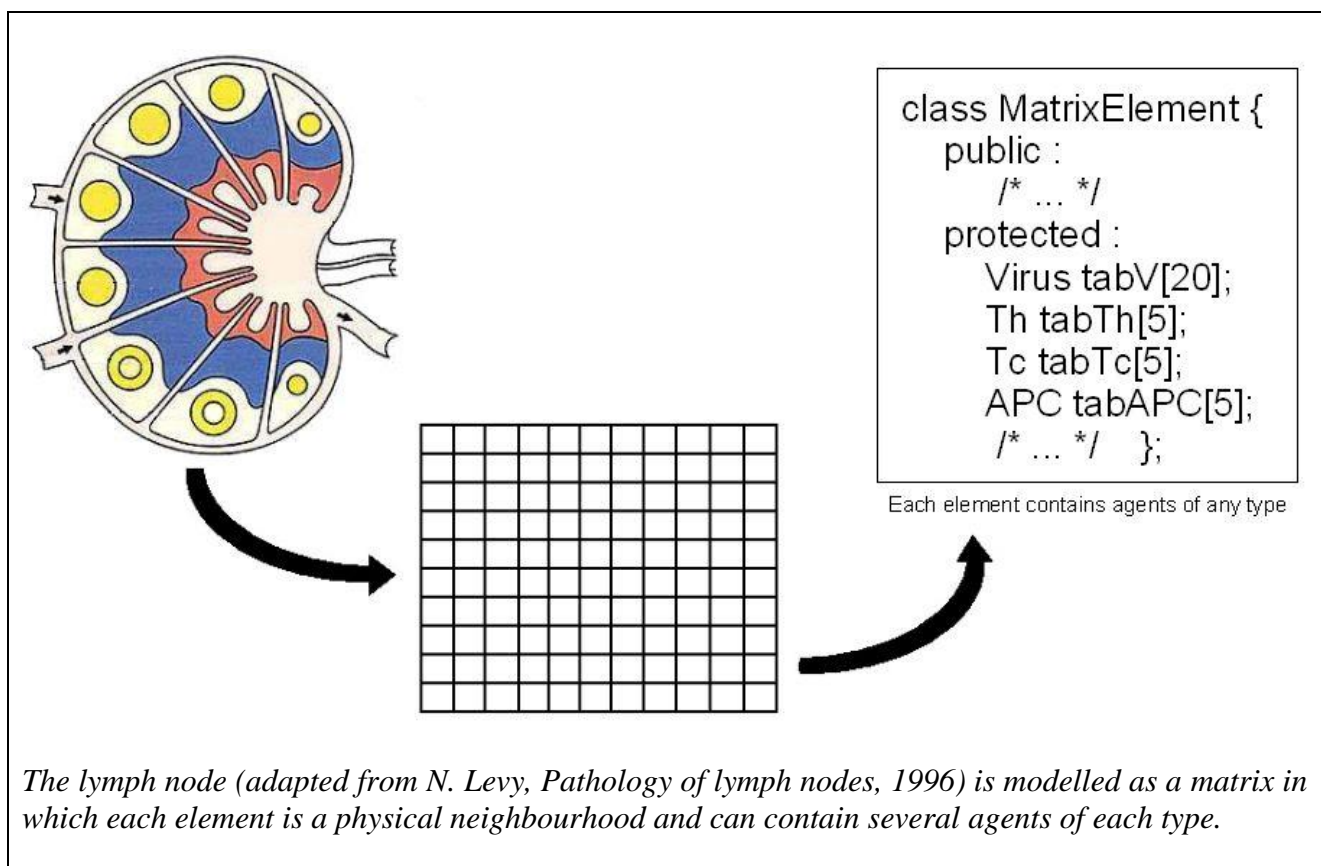 class MatrixElement {
public :
/* ... */
protected :
Virus tabV[20];
Th tabTh[5];
Tc tabTc[5];
APC tabAPC[5];
/* ... */ };
Each element contains agents of any type
The lymph node (adapted from N. Levy, Pathology of lymph nodes, 1996) is modelled as a matrix in
which each element is a physical neighbourhood and can contain several agents of each type.